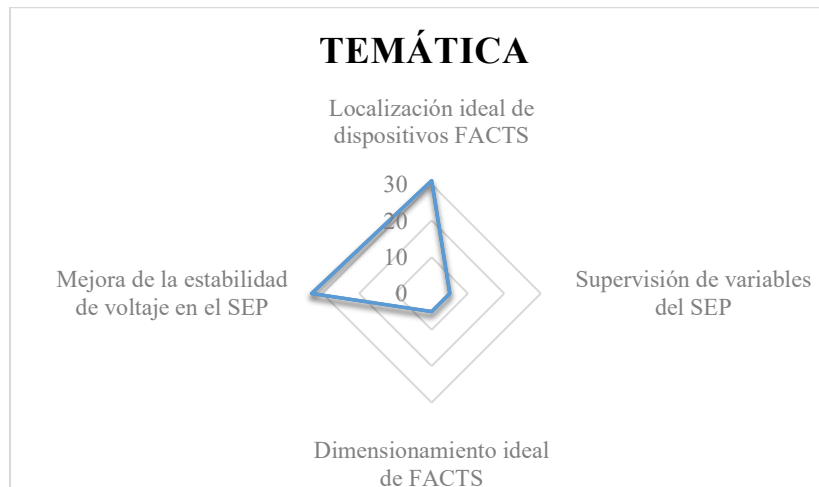 TEMÁTICA
Localización ideal de
dispositivos FACTS
30
20
10
0
Mejora de la estabilidad
de voltaje en el SEP
Supervisión de variables
del SEP
Dimensionamiento ideal
de FACTS